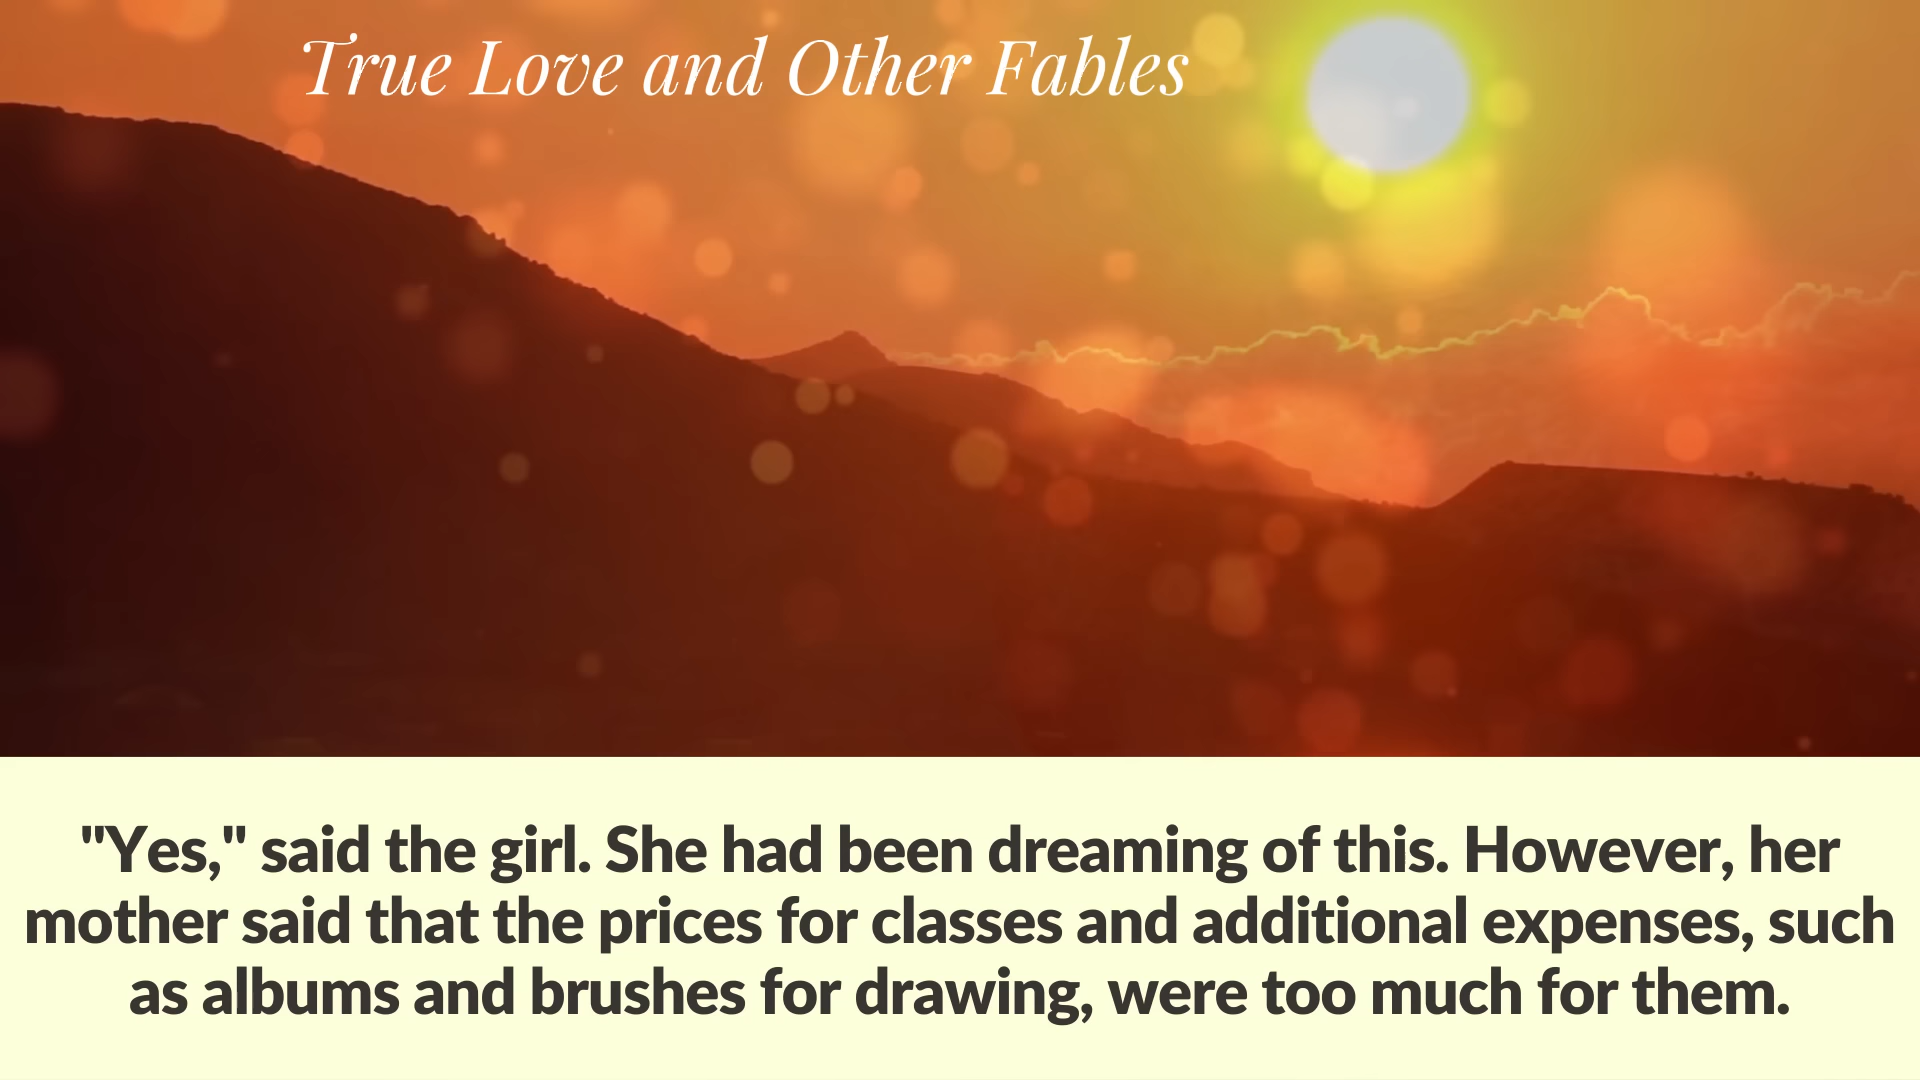 True Love and Other Fables
"Yes," said the girl. She had been dreaming of this. However, her
mother said that the prices for classes and additional expenses, such
as albums and brushes for drawing, were too much for them.